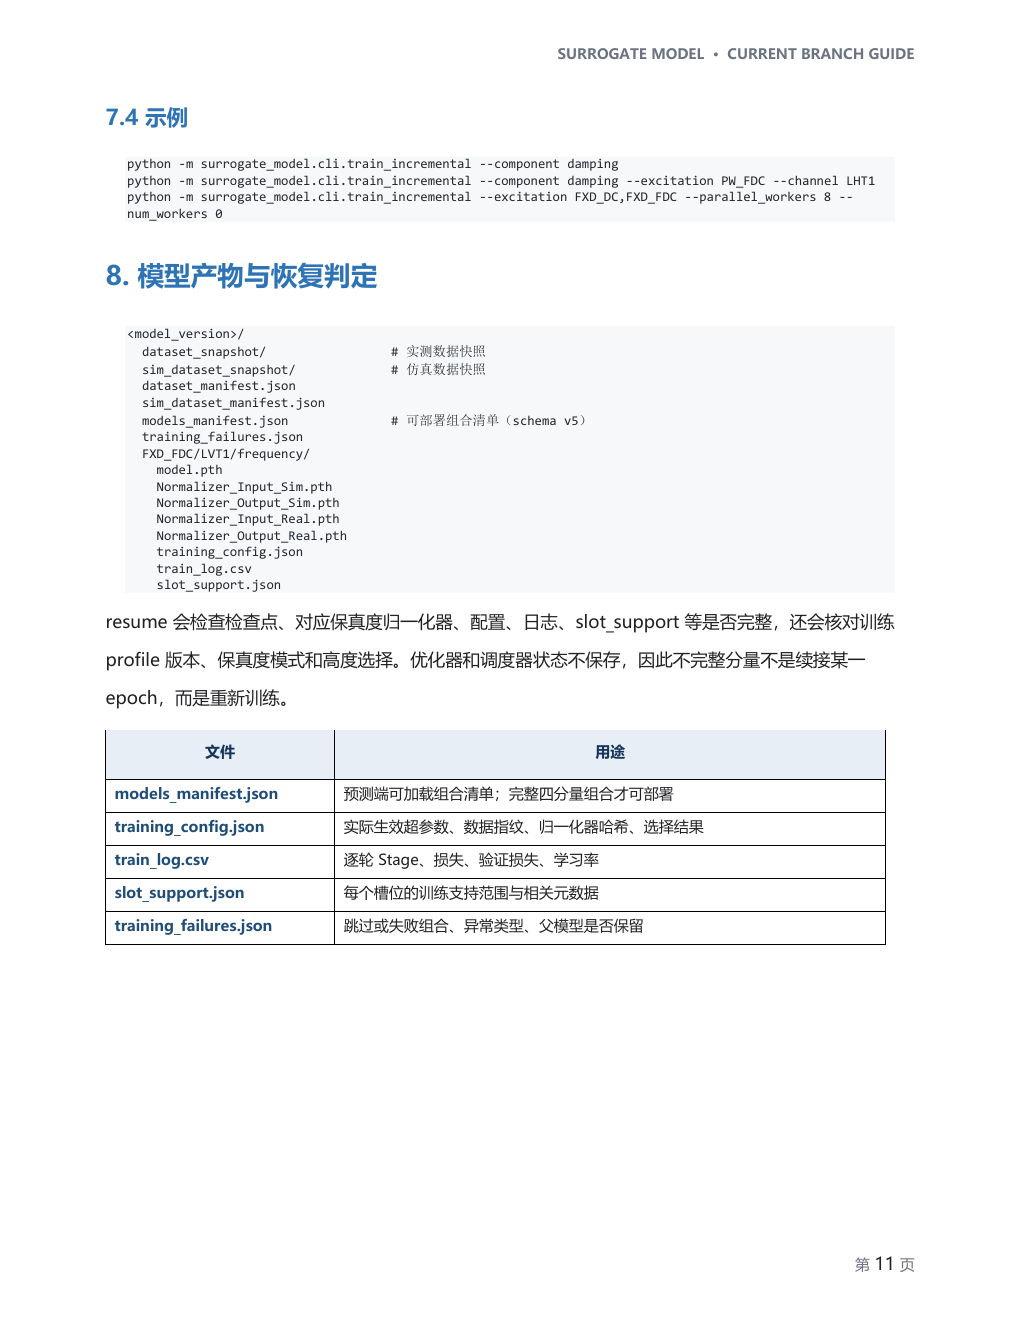 SURROGATE MODEL • CURRENT BRANCH GUIDE
7.4 示例
python -m surrogate_model.cli.train_incremental --component damping
python -m surrogate_model.cli.train_incremental --component damping --excitation PW_FDC --channel LHT1
python -m surrogate_model.cli.train_incremental --excitation FXD_DC,FXD_FDC --parallel_workers 8 --
num_workers 0
8. 模型产物与恢复判定
<model_version>/
  dataset_snapshot/                 # 实测数据快照
  sim_dataset_snapshot/             # 仿真数据快照
  dataset_manifest.json
  sim_dataset_manifest.json
  models_manifest.json              # 可部署组合清单（schema v5）
  training_failures.json
  FXD_FDC/LVT1/frequency/
    model.pth
    Normalizer_Input_Sim.pth
    Normalizer_Output_Sim.pth
    Normalizer_Input_Real.pth
    Normalizer_Output_Real.pth
    training_config.json
    train_log.csv
    slot_support.json
resume 会检查检查点、对应保真度归一化器、配置、日志、slot_support 等是否完整，还会核对训练
profile 版本、保真度模式和高度选择。优化器和调度器状态不保存，因此不完整分量不是续接某一
epoch，而是重新训练。
文件 用途
models_manifest.json 预测端可加载组合清单；完整四分量组合才可部署
training_config.json 实际生效超参数、数据指纹、归一化器哈希、选择结果
train_log.csv 逐轮 Stage、损失、验证损失、学习率
slot_support.json 每个槽位的训练支持范围与相关元数据
training_failures.json 跳过或失败组合、异常类型、父模型是否保留
第 11 页